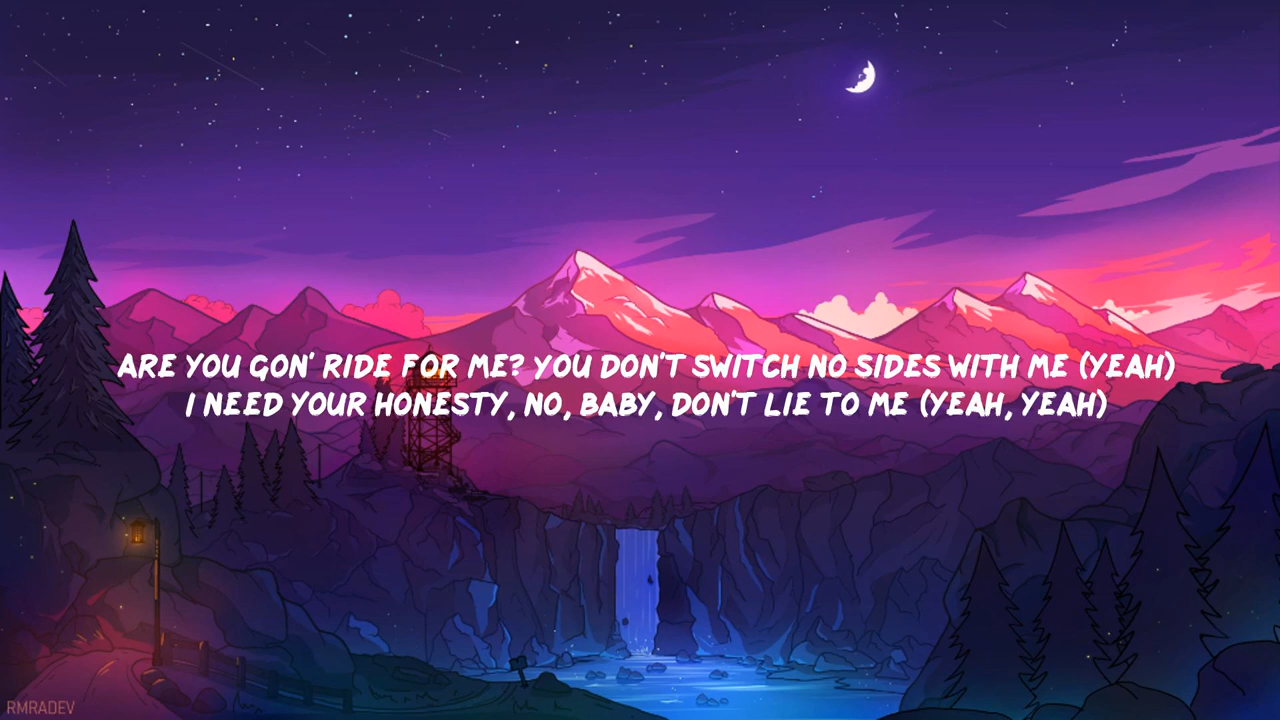 ARE YOU GON' RIDE FOR ME? YOU DON'T SWITCH NO SIDES WITH ME (YEAH)
I NEED YOUR HONESTY, NO, BABY, DON'T LIE TO ME (YEAH, YEAH)
RMRADEV